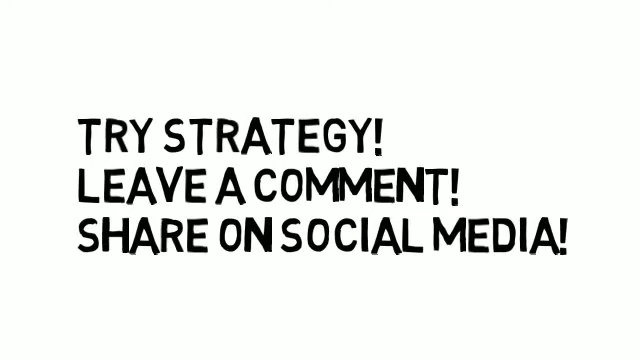 TRY STRATEGY!
LEAVE A COMMENT!
SHARE ON SOCIAL MEDIA!